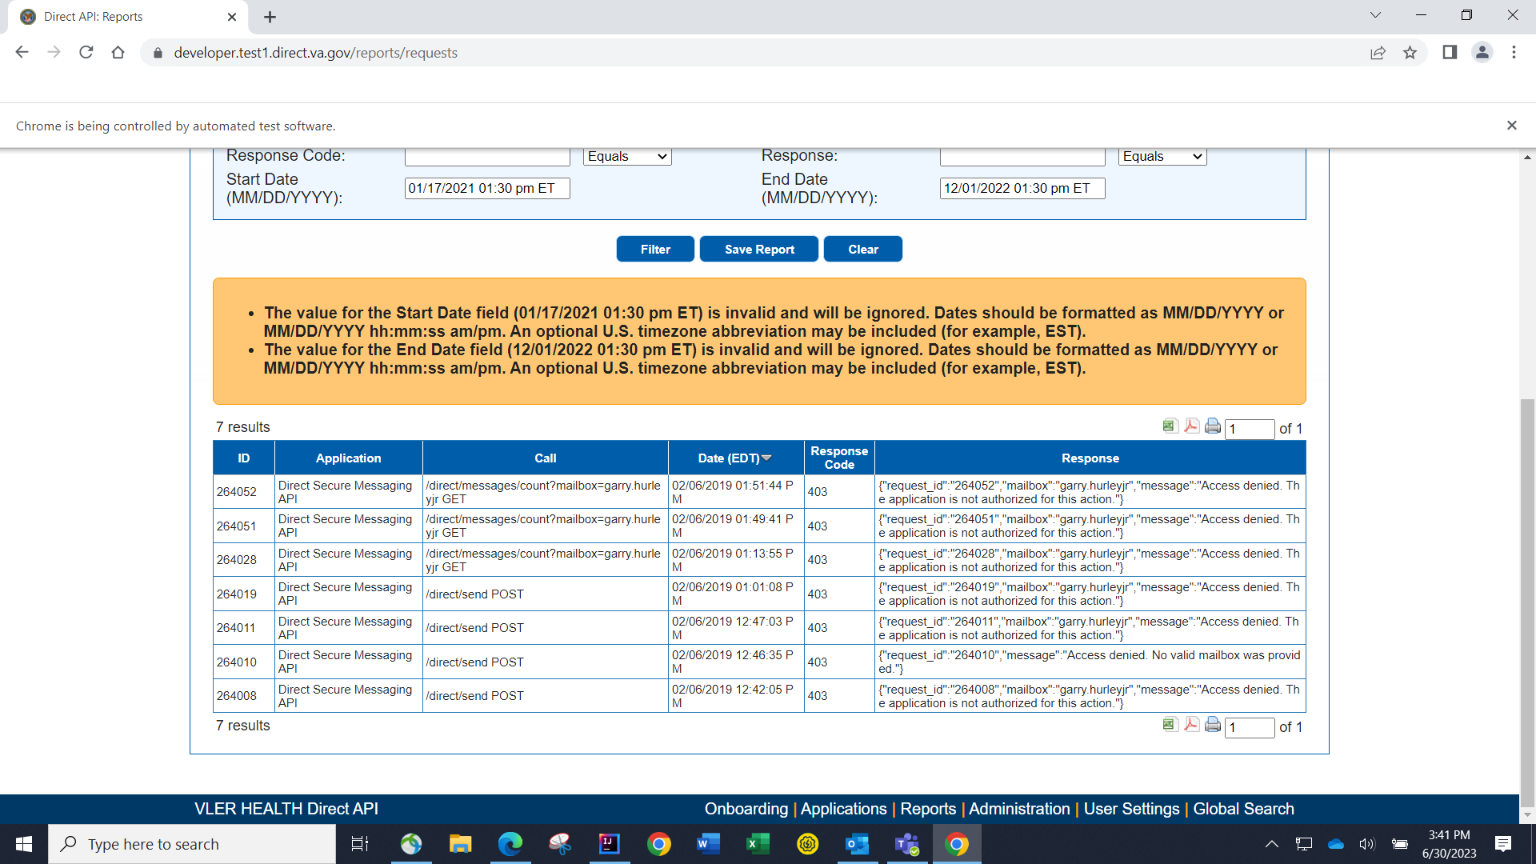 Direct API: Reports
developer.test1.direct.va.gov/reports/requests
Chrome is being controlled by automated test software.
Response Code: Equals Response: Equals
Start Date
(MM/DD/YYYY): 01/17/2021 01:30 pm ET
End Date
(MM/DD/YYYY): 12/01/2022 01:30 pm ET
Filter Save Report Clear
• The value for the Start Date field (01/17/2021 01:30 pm ET) is invalid and will be ignored. Dates should be formatted as MM/DD/YYYY or
MM/DD/YYYY hh:mm:ss am/pm. An optional U.S. timezone abbreviation may be included (for example, EST).
• The value for the End Date field (12/01/2022 01:30 pm ET) is invalid and will be ignored. Dates should be formatted as MM/DD/YYYY or
MM/DD/YYYY hh:mm:ss am/pm. An optional U.S. timezone abbreviation may be included (for example, EST).
7 results 1 of 1
ID Application Call Date (EDT) Response Code Response
264052 Direct Secure Messaging API /direct/messages/count?mailbox=garry.hurleyjr GET 02/06/2019 01:51:44 PM 403 {"request_id":"264052","mailbox":"garry.hurleyjr","message":"Access denied. The application is not authorized for this action."}
264051 Direct Secure Messaging API /direct/messages/count?mailbox=garry.hurleyjr GET 02/06/2019 01:49:41 PM 403 {"request_id":"264051","mailbox":"garry.hurleyjr","message":"Access denied. The application is not authorized for this action."}
264028 Direct Secure Messaging API /direct/messages/count?mailbox=garry.hurleyjr GET 02/06/2019 01:13:55 PM 403 {"request_id":"264028","mailbox":"garry.hurleyjr","message":"Access denied. The application is not authorized for this action."}
264019 Direct Secure Messaging API /direct/send POST 02/06/2019 01:01:08 PM 403 {"request_id":"264019","mailbox":"garry.hurleyjr","message":"Access denied. The application is not authorized for this action."}
264011 Direct Secure Messaging API /direct/send POST 02/06/2019 12:47:03 PM 403 {"request_id":"264011","mailbox":"garry.hurleyjr","message":"Access denied. The application is not authorized for this action."}
264010 Direct Secure Messaging API /direct/send POST 02/06/2019 12:46:35 PM 403 {"request_id":"264010","message":"Access denied. No valid mailbox was provided."}
264008 Direct Secure Messaging API /direct/send POST 02/06/2019 12:42:05 PM 403 {"request_id":"264008","mailbox":"garry.hurleyjr","message":"Access denied. The application is not authorized for this action."}
7 results 1 of 1
VLER HEALTH Direct API Onboarding | Applications | Reports | Administration | User Settings | Global Search
Type here to search
3:41 PM
6/30/2023